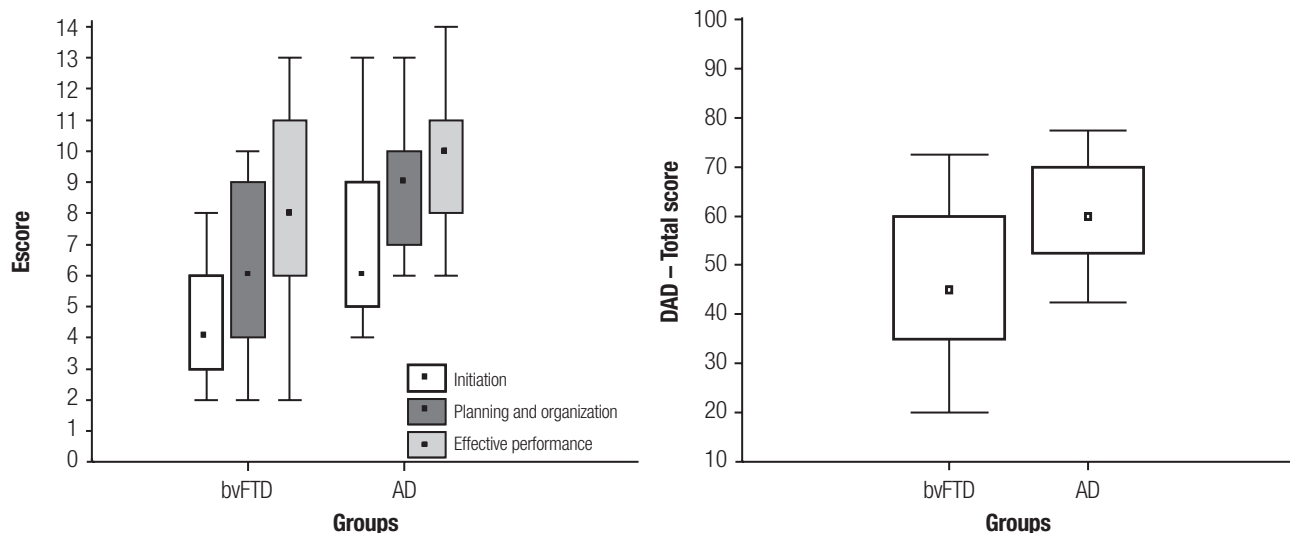 14
13
12
11
10
9
8
7
6
5
4
3
2
1
0
Escore
bvFTD
AD
Groups
Initiation
Planning and organization
Effective performance
100
90
80
70
60
50
40
30
20
10
DAD – Total score
bvFTD
AD
Groups